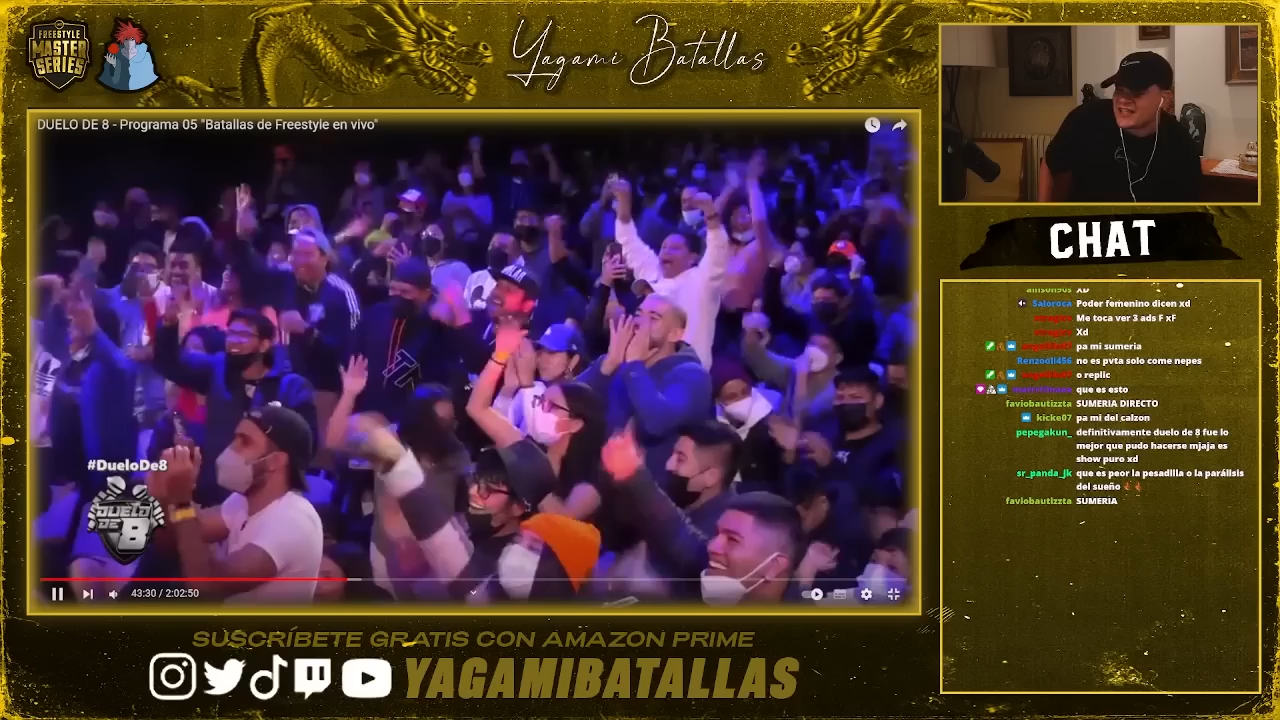 FREESTYLE
MASTER
SERIES
Yagami Batallas
DUELO DE 8 - Programa 05 "Batallas de Freestyle en vivo"
#DueloDe8
DUELO
DE 8
43:30 / 2:02:50
SUSCRÍBETE GRATIS CON AMAZON PRIME
YAGAMIBATALLAS
CHAT
XD
Saloroca Poder femenino dicen xd
Me toca ver 3 ads F xF
Xd
pa mi sumeria
Renzooli456 no es pvta solo come nepes
o replic
que es esto
faviobautizzta SUMERIA DIRECTO
kicke07 pa mi del calzon
pepegakun_ definitivamente duelo de 8 fue lo
mejor que pudo hacerse mjaja es
show puro xd
sr_panda_jk que es peor la pesadilla o la parálisis
del sueño
faviobautizzta SUMERIA